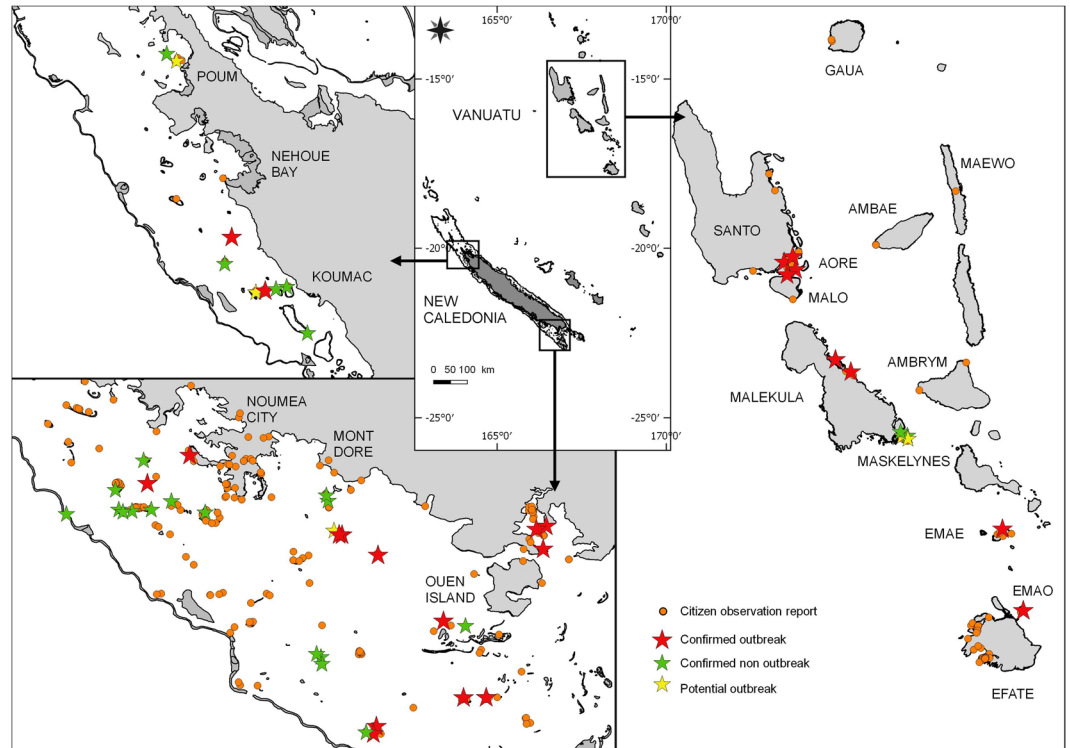 POUM
NEHOUE
BAY
KOUMAC
165°0'
170°0'
-15°0'
-15°0'
VANUATU
-20°0'
-20°0'
NEW
CALEDONIA
0 50 100 km
-25°0'
-25°0'
165°0'
170°0'
NOUMEA
CITY
MONT
DORE
OUEN
ISLAND
GAUA
MAEWO
AMBAE
SANTO
AORE
MALO
AMBRYM
MALEKULA
MASKELYNES
EMAE
EMAO
EFATE
Citizen observation report
Confirmed outbreak
Confirmed non outbreak
Potential outbreak